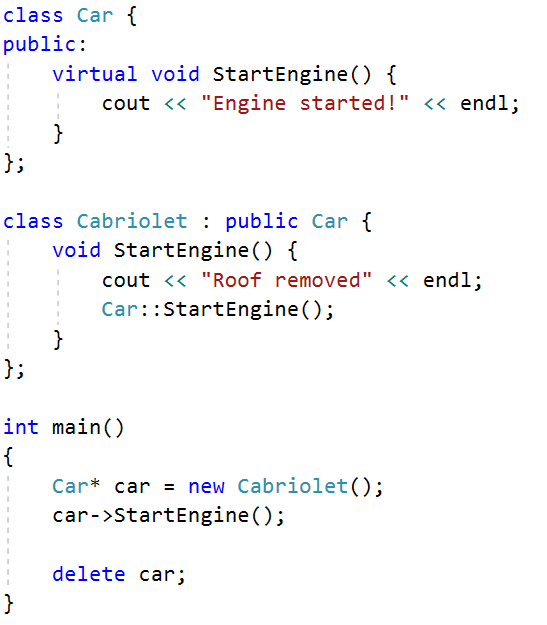 class Car {
public:
    virtual void StartEngine() {
        cout << "Engine started!" << endl;
    }
};

class Cabriolet : public Car {
    void StartEngine() {
        cout << "Roof removed" << endl;
        Car::StartEngine();
    }
};

int main()
{
    Car* car = new Cabriolet();
    car->StartEngine();

    delete car;
}